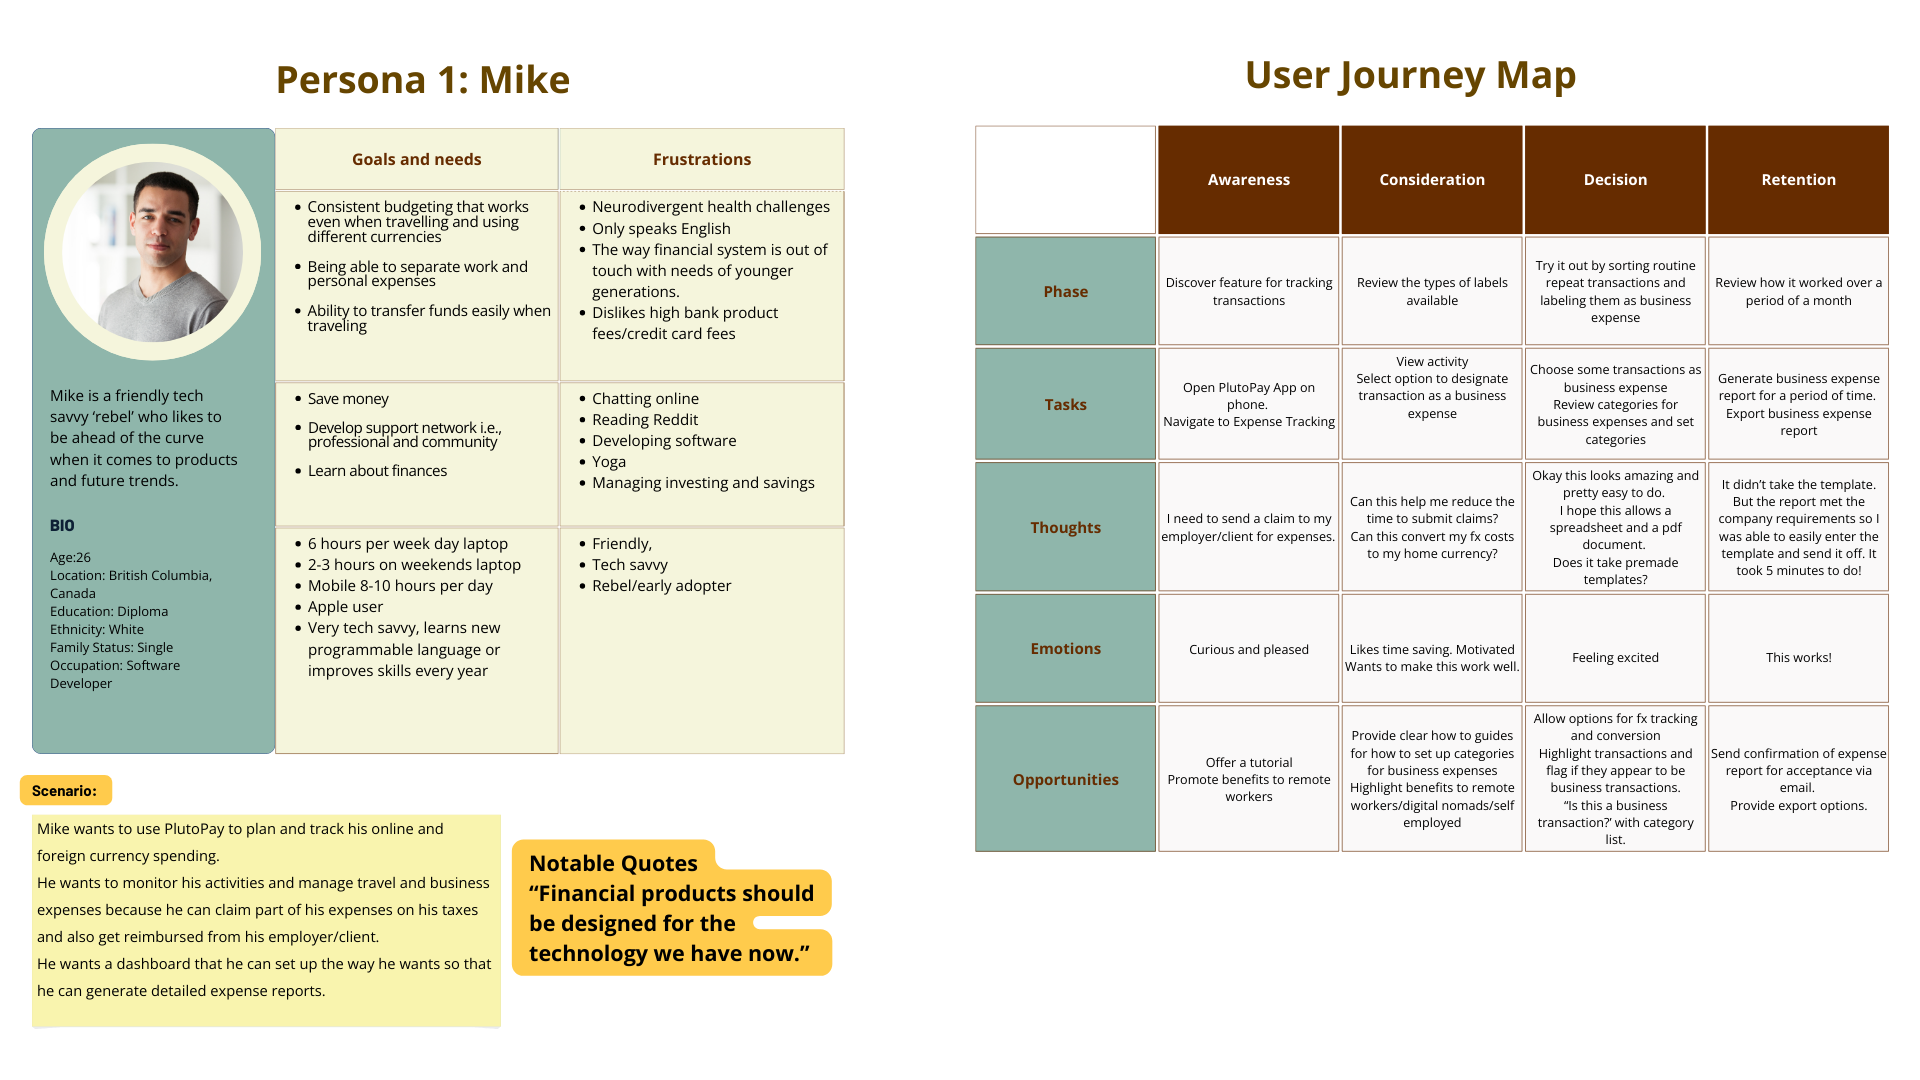 Persona 1: Mike
Goals and needs
Frustrations
Consistent budgeting that works
even when travelling and using
different currencies
Being able to separate work and
personal expenses
Ability to transfer funds easily when
traveling
Neurodivergent health challenges
Only speaks English
The way financial system is out of
touch with needs of younger
generations.
Dislikes high bank product
fees/credit card fees
Save money
Develop support network i.e.,
professional and community
Learn about finances
Chatting online
Reading Reddit
Developing software
Yoga
Managing investing and savings
6 hours per week day laptop
2-3 hours on weekends laptop
Mobile 8-10 hours per day
Apple user
Very tech savvy, learns new
programmable language or
improves skills every year
Friendly,
Tech savvy
Rebel/early adopter
Mike is a friendly tech
savvy ‘rebel’ who likes to
be ahead of the curve
when it comes to products
and future trends.
BIO
Age:26
Location: British Columbia,
Canada
Education: Diploma
Ethnicity: White
Family Status: Single
Occupation: Software
Developer
Scenario:
Mike wants to use PlutoPay to plan and track his online and
foreign currency spending.
He wants to monitor his activities and manage travel and business
expenses because he can claim part of his expenses on his taxes
and also get reimbursed from his employer/client.
He wants a dashboard that he can set up the way he wants so that
he can generate detailed expense reports.
Notable Quotes
“Financial products should
be designed for the
technology we have now.”
User Journey Map
Awareness
Consideration
Decision
Retention
Phase
Discover feature for tracking
transactions
Review the types of labels
available
Try it out by sorting routine
repeat transactions and
labeling them as business
expense
Review how it worked over a
period of a month
Tasks
Open PlutoPay App on
phone.
Navigate to Expense Tracking
View activity
Select option to designate
transaction as a business
expense
Choose some transactions as
business expense
Review categories for
business expenses and set
categories
Generate business expense
report for a period of time.
Export business expense
report
Thoughts
I need to send a claim to my
employer/client for expenses.
Can this help me reduce the
time to submit claims?
Can this convert my fx costs
to my home currency?
Okay this looks amazing and
pretty easy to do.
I hope this allows a
spreadsheet and a pdf
document.
Does it take premade
templates?
It didn’t take the template.
But the report met the
company requirements so I
was able to easily enter the
template and send it off. It
took 5 minutes to do!
Emotions
Curious and pleased
Likes time saving. Motivated
Wants to make this work well.
Feeling excited
This works!
Opportunities
Offer a tutorial
Promote benefits to remote
workers
Provide clear how to guides
for how to set up categories
for business expenses
Highlight benefits to remote
workers/digital nomads/self
employed
Allow options for fx tracking
and conversion
Highlight transactions and
flag if they appear to be
business transactions.
“Is this a business
transaction?’ with category
list.
Send confirmation of expense
report for acceptance via
email.
Provide export options.